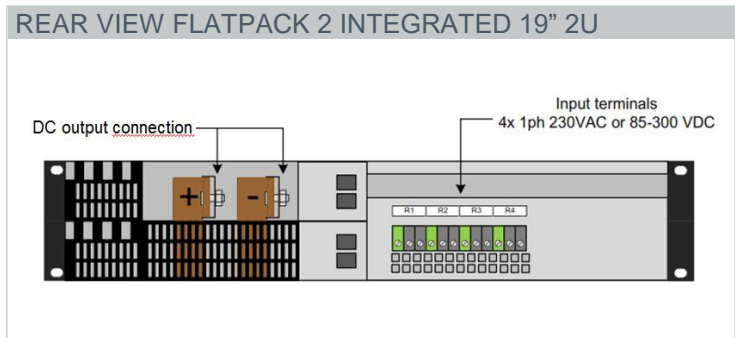 REAR VIEW FLATPACK 2 INTEGRATED 19” 2U
Input terminals
DC output connection
4x 1ph 230VAC or 85-300 VDC
+ -
R1 R2 R3 R4